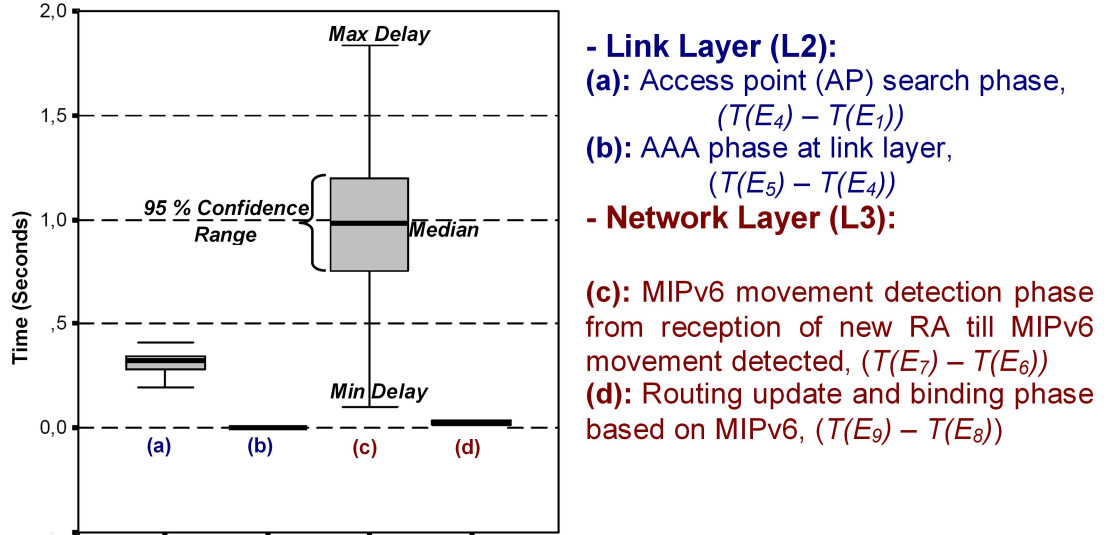 2,0
1,5
1,0
,5
0,0
Time (Seconds)
Max Delay
95 % Confidence
Range
Median
Min Delay
(a)
(b)
(c)
(d)
- Link Layer (L2):
(a): Access point (AP) search phase,
(T(E4) – T(E1))
(b): AAA phase at link layer,
(T(E5) – T(E4))
- Network Layer (L3):
(c): MIPv6 movement detection phase
from reception of new RA till MIPv6
movement detected, (T(E7) – T(E6))
(d): Routing update and binding phase
based on MIPv6, (T(E9) – T(E8))